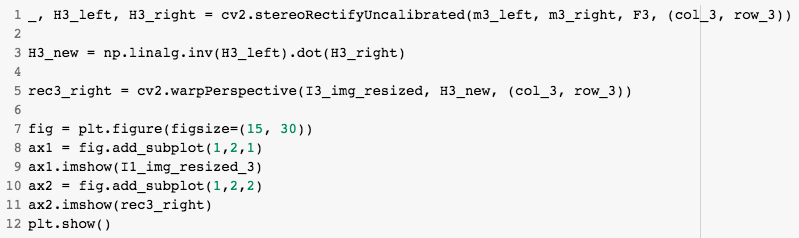 1 _, H3_left, H3_right = cv2.stereoRectifyUncalibrated(m3_left, m3_right, F3, (col_3, row_3))
2
3 H3_new = np.linalg.inv(H3_left).dot(H3_right)
4
5 rec3_right = cv2.warpPerspective(I3_img_resized, H3_new, (col_3, row_3))
6
7 fig = plt.figure(figsize=(15, 30))
8 ax1 = fig.add_subplot(1,2,1)
9 ax1.imshow(I1_img_resized_3)
10 ax2 = fig.add_subplot(1,2,2)
11 ax2.imshow(rec3_right)
12 plt.show()